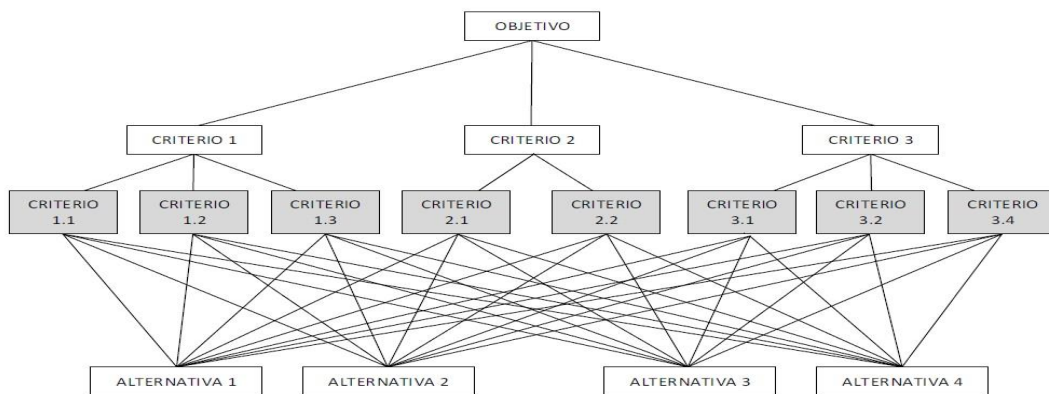 OBJETIVO
CRITERIO 1
CRITERIO 2
CRITERIO 3
CRITERIO
1.1
CRITERIO
1.2
CRITERIO
1.3
CRITERIO
2.1
CRITERIO
2.2
CRITERIO
3.1
CRITERIO
3.2
CRITERIO
3.4
ALTERNATIVA 1
ALTERNATIVA 2
ALTERNATIVA 3
ALTERNATIVA 4